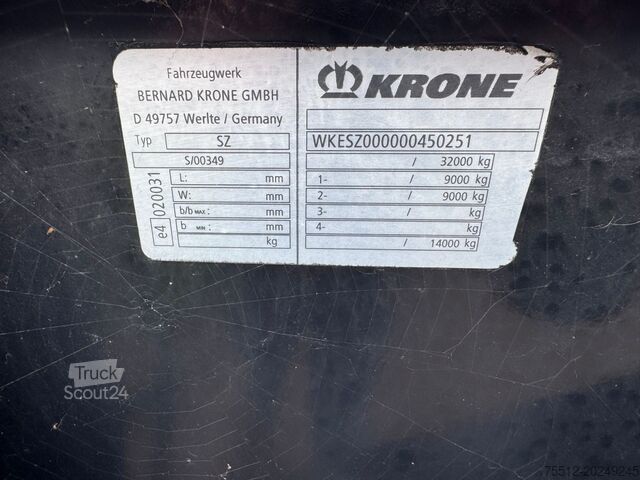 Fahrzeugwerk
BERNARD KRONE GMBH
D 49757 Werlte / Germany
Typ SZ
S/00349
L: mm
W: mm
b/b MAX: mm
b MIN: mm
kg
e4 020031
KRONE
WKESZ000000450251
/ 32000 kg
1- / 9000 kg
2- / 9000 kg
3- / kg
4- kg
/ 14000 kg
Truck
Scout24
75512-20249245